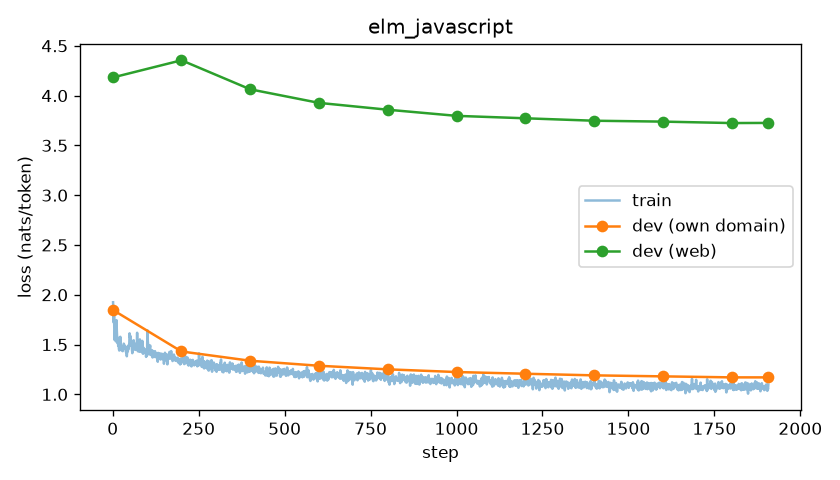 elm_javascript
loss (nats/token)
4.5
4.0
3.5
3.0
2.5
2.0
1.5
1.0
train
dev (own domain)
dev (web)
0 250 500 750 1000 1250 1500 1750 2000
step